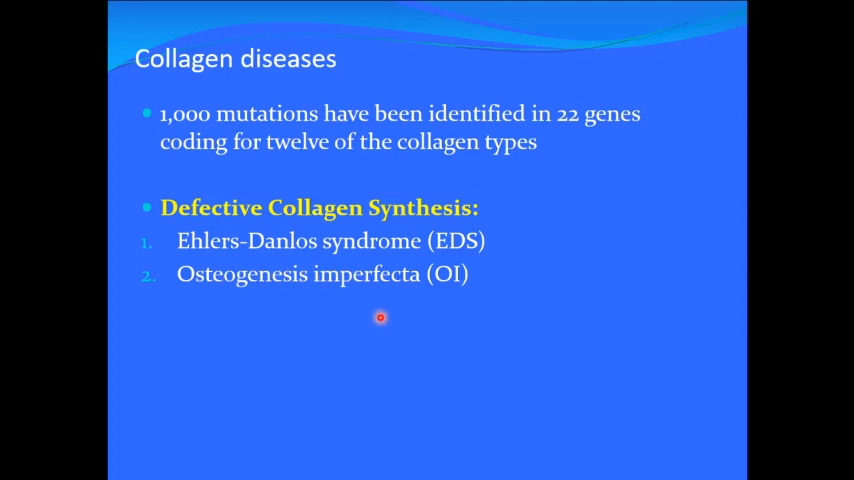 Collagen diseases
• 1,000 mutations have been identified in 22 genes
coding for twelve of the collagen types
• Defective Collagen Synthesis:
1. Ehlers-Danlos syndrome (EDS)
2. Osteogenesis imperfecta (OI)